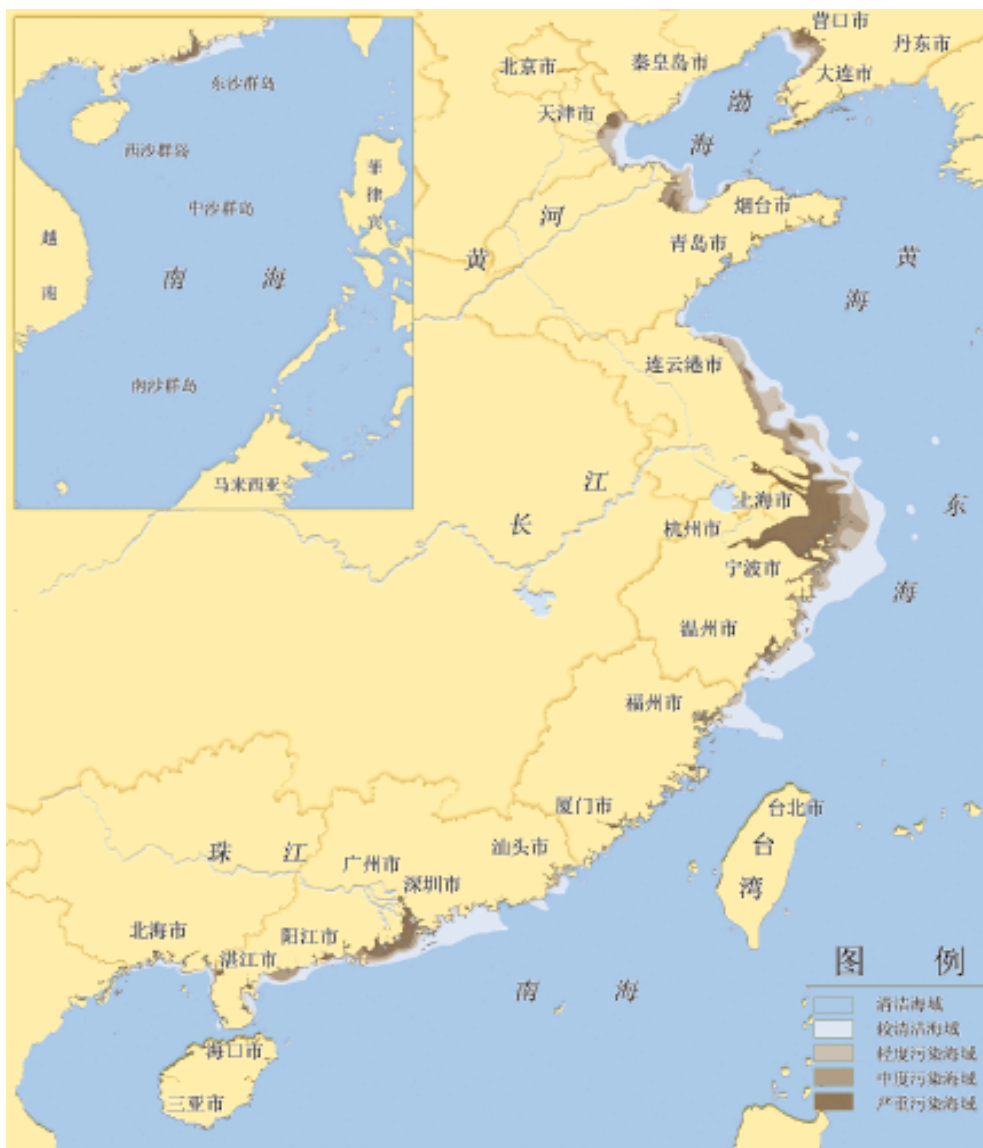 东沙群岛
西沙群岛
中沙群岛
南海
南沙群岛
越南
菲律宾
马来西亚
营口市
丹东市
北京市
秦皇岛市
大连市
天津市
渤海
烟台市
青岛市
黄河
黄海
连云港市
长江
上海市
杭州市
宁波市
东海
温州市
福州市
厦门市
台北市
台湾
汕头市
珠江
广州市
深圳市
北海市
阳江市
湛江市
南海
海口市
三亚市
图例
清洁海域
较清洁海域
轻度污染海域
中度污染海域
严重污染海域